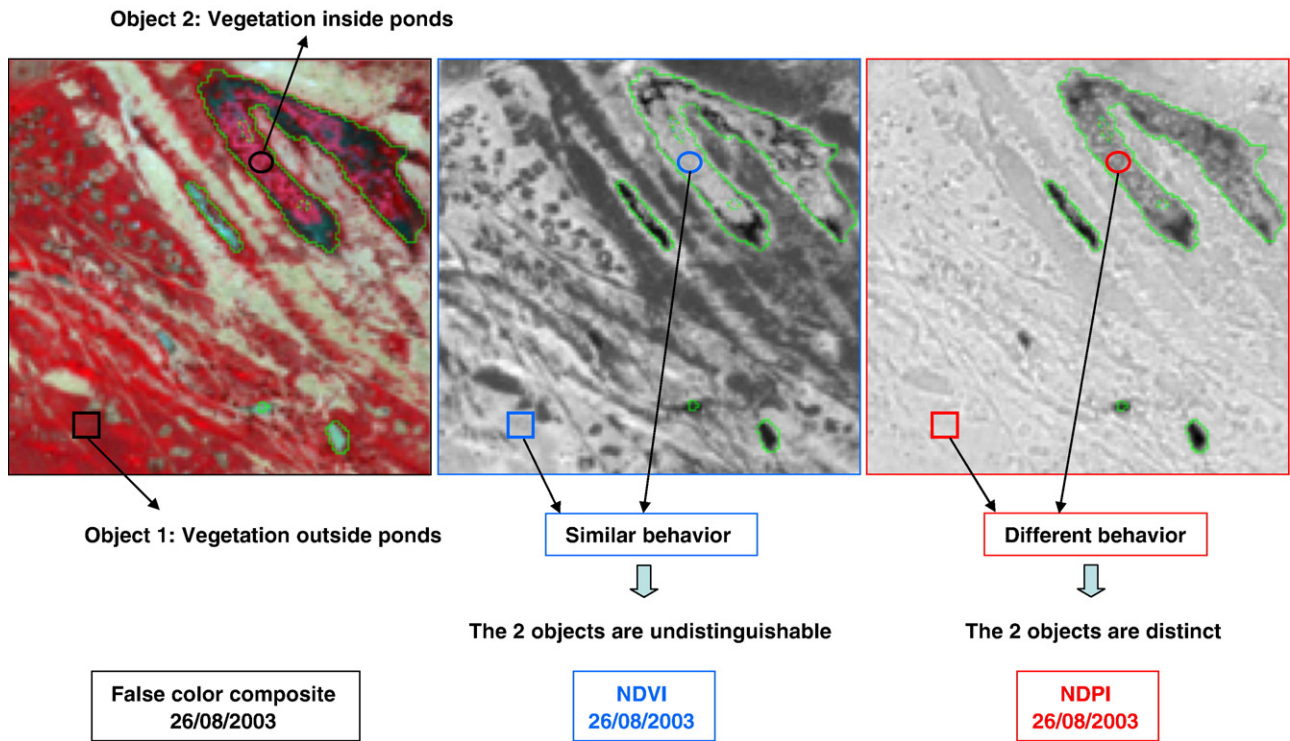 Object 2: Vegetation inside ponds
Object 1: Vegetation outside ponds
Similar behavior
Different behavior
The 2 objects are undistinguishable
The 2 objects are distinct
False color composite
26/08/2003
NDVI
26/08/2003
NDPI
26/08/2003